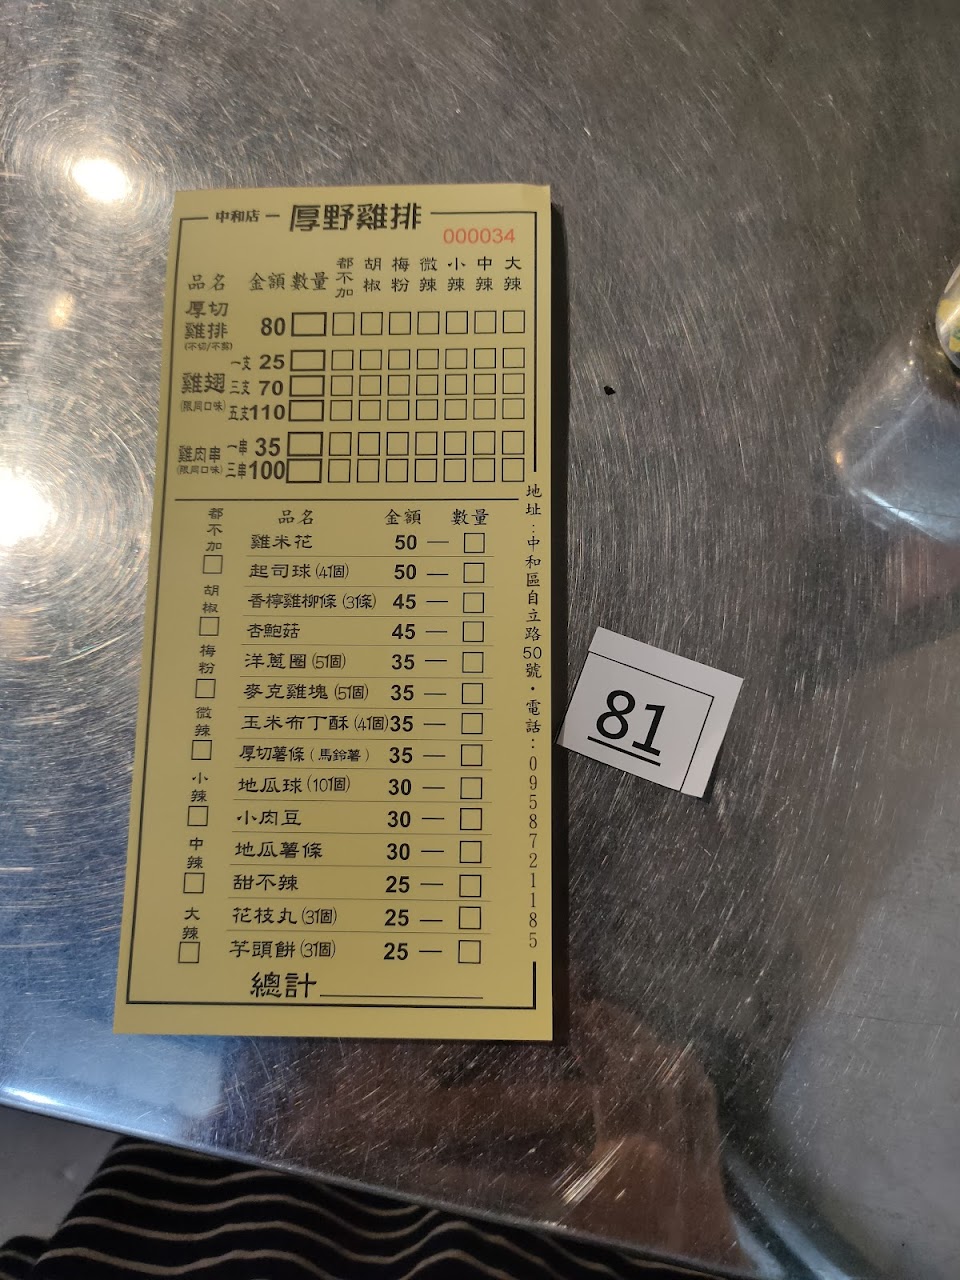 中和店 厚野雞排
000034
品名 金額 數量 都不加 胡椒 梅粉 微辣 小辣 中辣 大辣
厚切雞排 80
(不切/不剪)
雞翅 一支 25
三支 70
(限同口味) 五支 110
雞肉串 一串 35
(限同口味) 三串 100
都不加
胡椒
梅粉
微辣
小辣
中辣
大辣
品名 金額 數量
雞米花 50 —
起司球(4個) 50 —
香檸雞柳條(3條) 45 —
杏鮑菇 45 —
洋蔥圈(5個) 35 —
麥克雞塊(5個) 35 —
玉米布丁酥(4個) 35 —
厚切薯條(馬鈴薯) 35 —
地瓜球(10個) 30 —
小肉豆 30 —
地瓜薯條 30 —
甜不辣 25 —
花枝丸(3個) 25 —
芋頭餅(3個) 25 —
總計
地址:中和區自立路50號・電話:0958721185
81